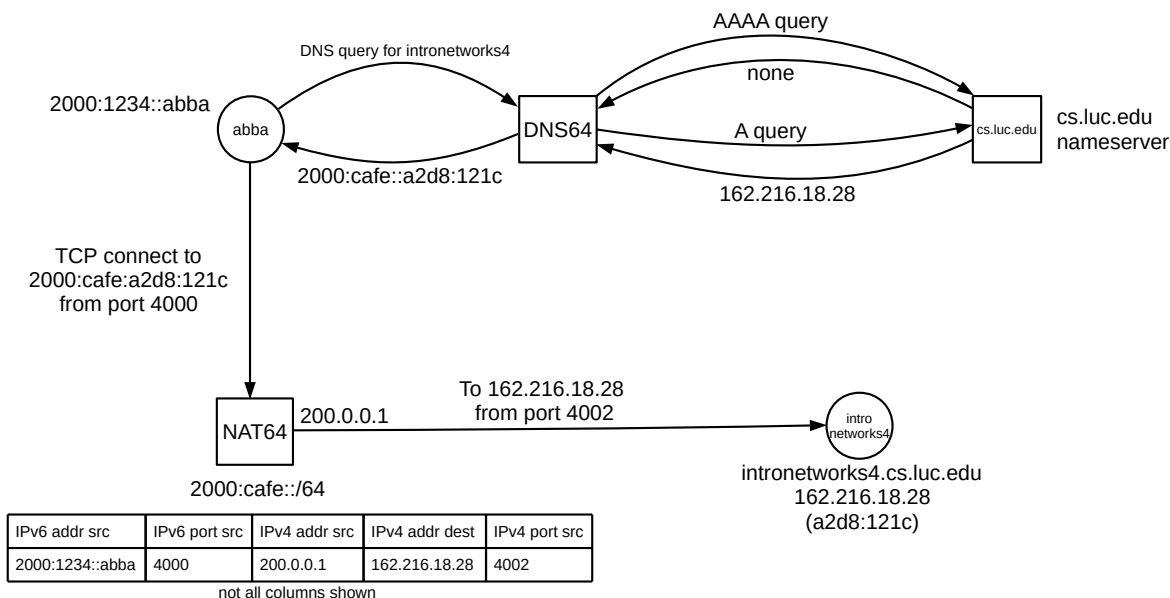 AAAA query
DNS query for intronetworks4
none
2000:1234::abba
abba
DNS64
A query
cs.luc.edu
cs.luc.edu
nameserver
2000:cafe::a2d8:121c
162.216.18.28
TCP connect to
2000:cafe:a2d8:121c
from port 4000
To 162.216.18.28
from port 4002
200.0.0.1
NAT64
intro
networks4
2000:cafe::/64
intronetworks4.cs.luc.edu
162.216.18.28
(a2d8:121c)
IPv6 addr src IPv6 port src IPv4 addr src IPv4 addr dest IPv4 port src
2000:1234::abba 4000 200.0.0.1 162.216.18.28 4002
not all columns shown